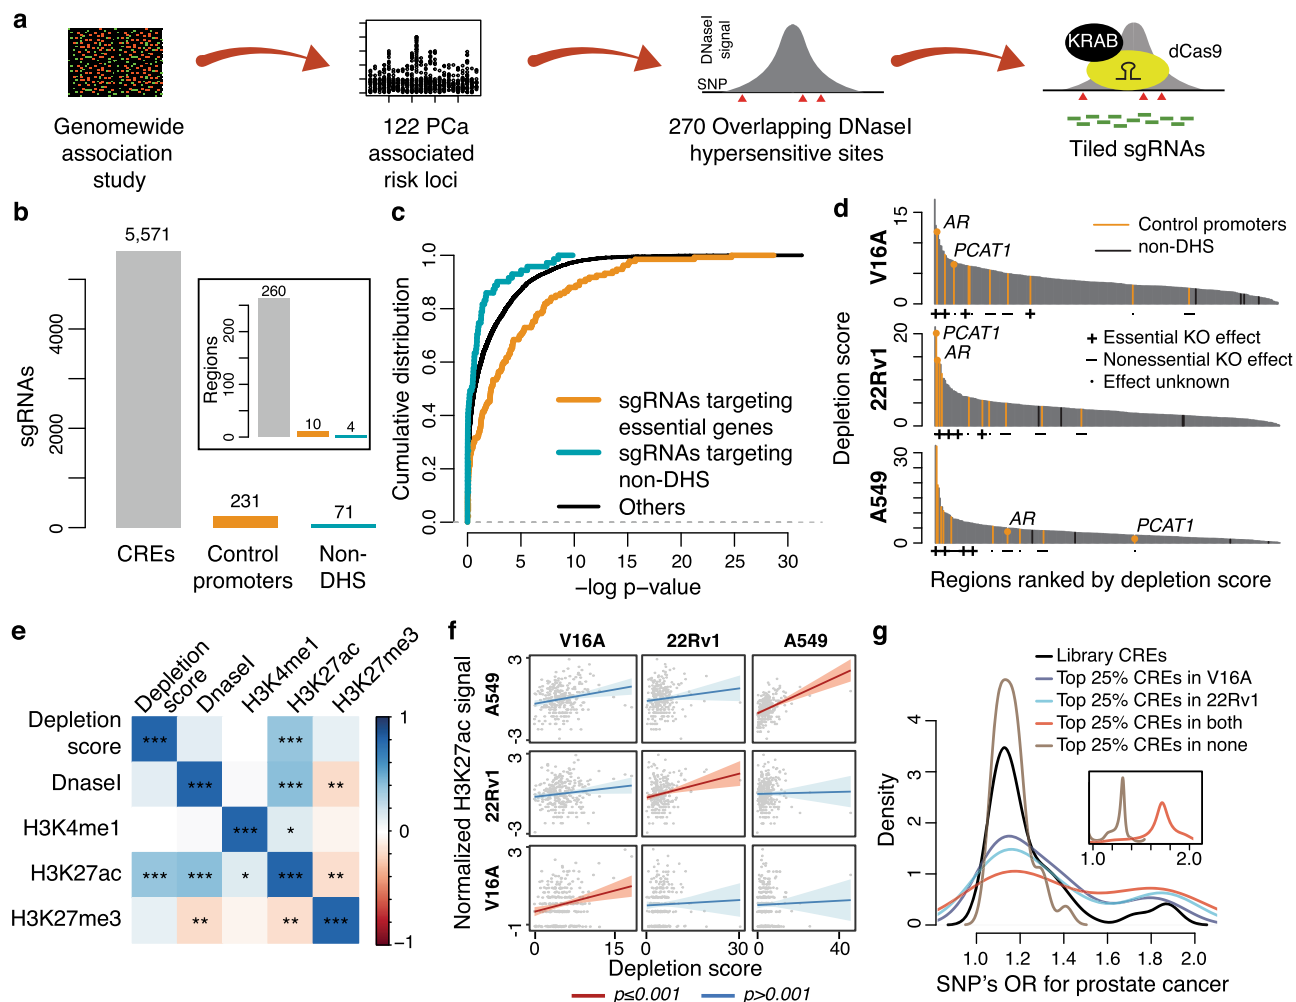 a
Genomewide
association
study
122 PCa
associated
risk loci
DNaseI
signal
SNP
270 Overlapping DNaseI
hypersensitive sites
KRAB
dCas9
Tiled sgRNAs
b
5,571
sgRNAs
0
2000
4000
231
71
CREs
Control
promoters
Non-
DHS
Regions
0
100
200
260
10
4
c
Cumulative distribution
0.0
0.2
0.4
0.6
0.8
1.0
sgRNAs targeting
essential genes
sgRNAs targeting
non-DHS
Others
0 5 10 15 20 25 30
−log p−value
d
Depletion score
V16A
0
15
AR
PCAT1
Control promoters
non-DHS
+ + · + · – – + · –
22Rv1
0
20
PCAT1
AR
+ Essential KO effect
– Nonessential KO effect
· Effect unknown
+ + + · + · – – –
A549
0
30
AR
PCAT1
+ + + + · – · – ·
Regions ranked by depletion score
e
Depletion
score
DnaseI
H3K4me1
H3K27ac
H3K27me3
Depletion
score
*** ***
DnaseI
*** *** **
H3K4me1
*** *
H3K27ac
*** *** * *** **
H3K27me3
** ** ***
1
0
−1
f
V16A 22Rv1 A549
Normalized H3K27ac signal
A549
3
-3
22Rv1
3
-3
V16A
3
-1
0 15 0 30 0 40
Depletion score
p≤0.001 p>0.001
g
Library CREs
Top 25% CREs in V16A
Top 25% CREs in 22Rv1
Top 25% CREs in both
Top 25% CREs in none
Density
0
1
2
3
4
1.0 2.0
1.0 1.2 1.4 1.6 1.8 2.0
SNP's OR for prostate cancer